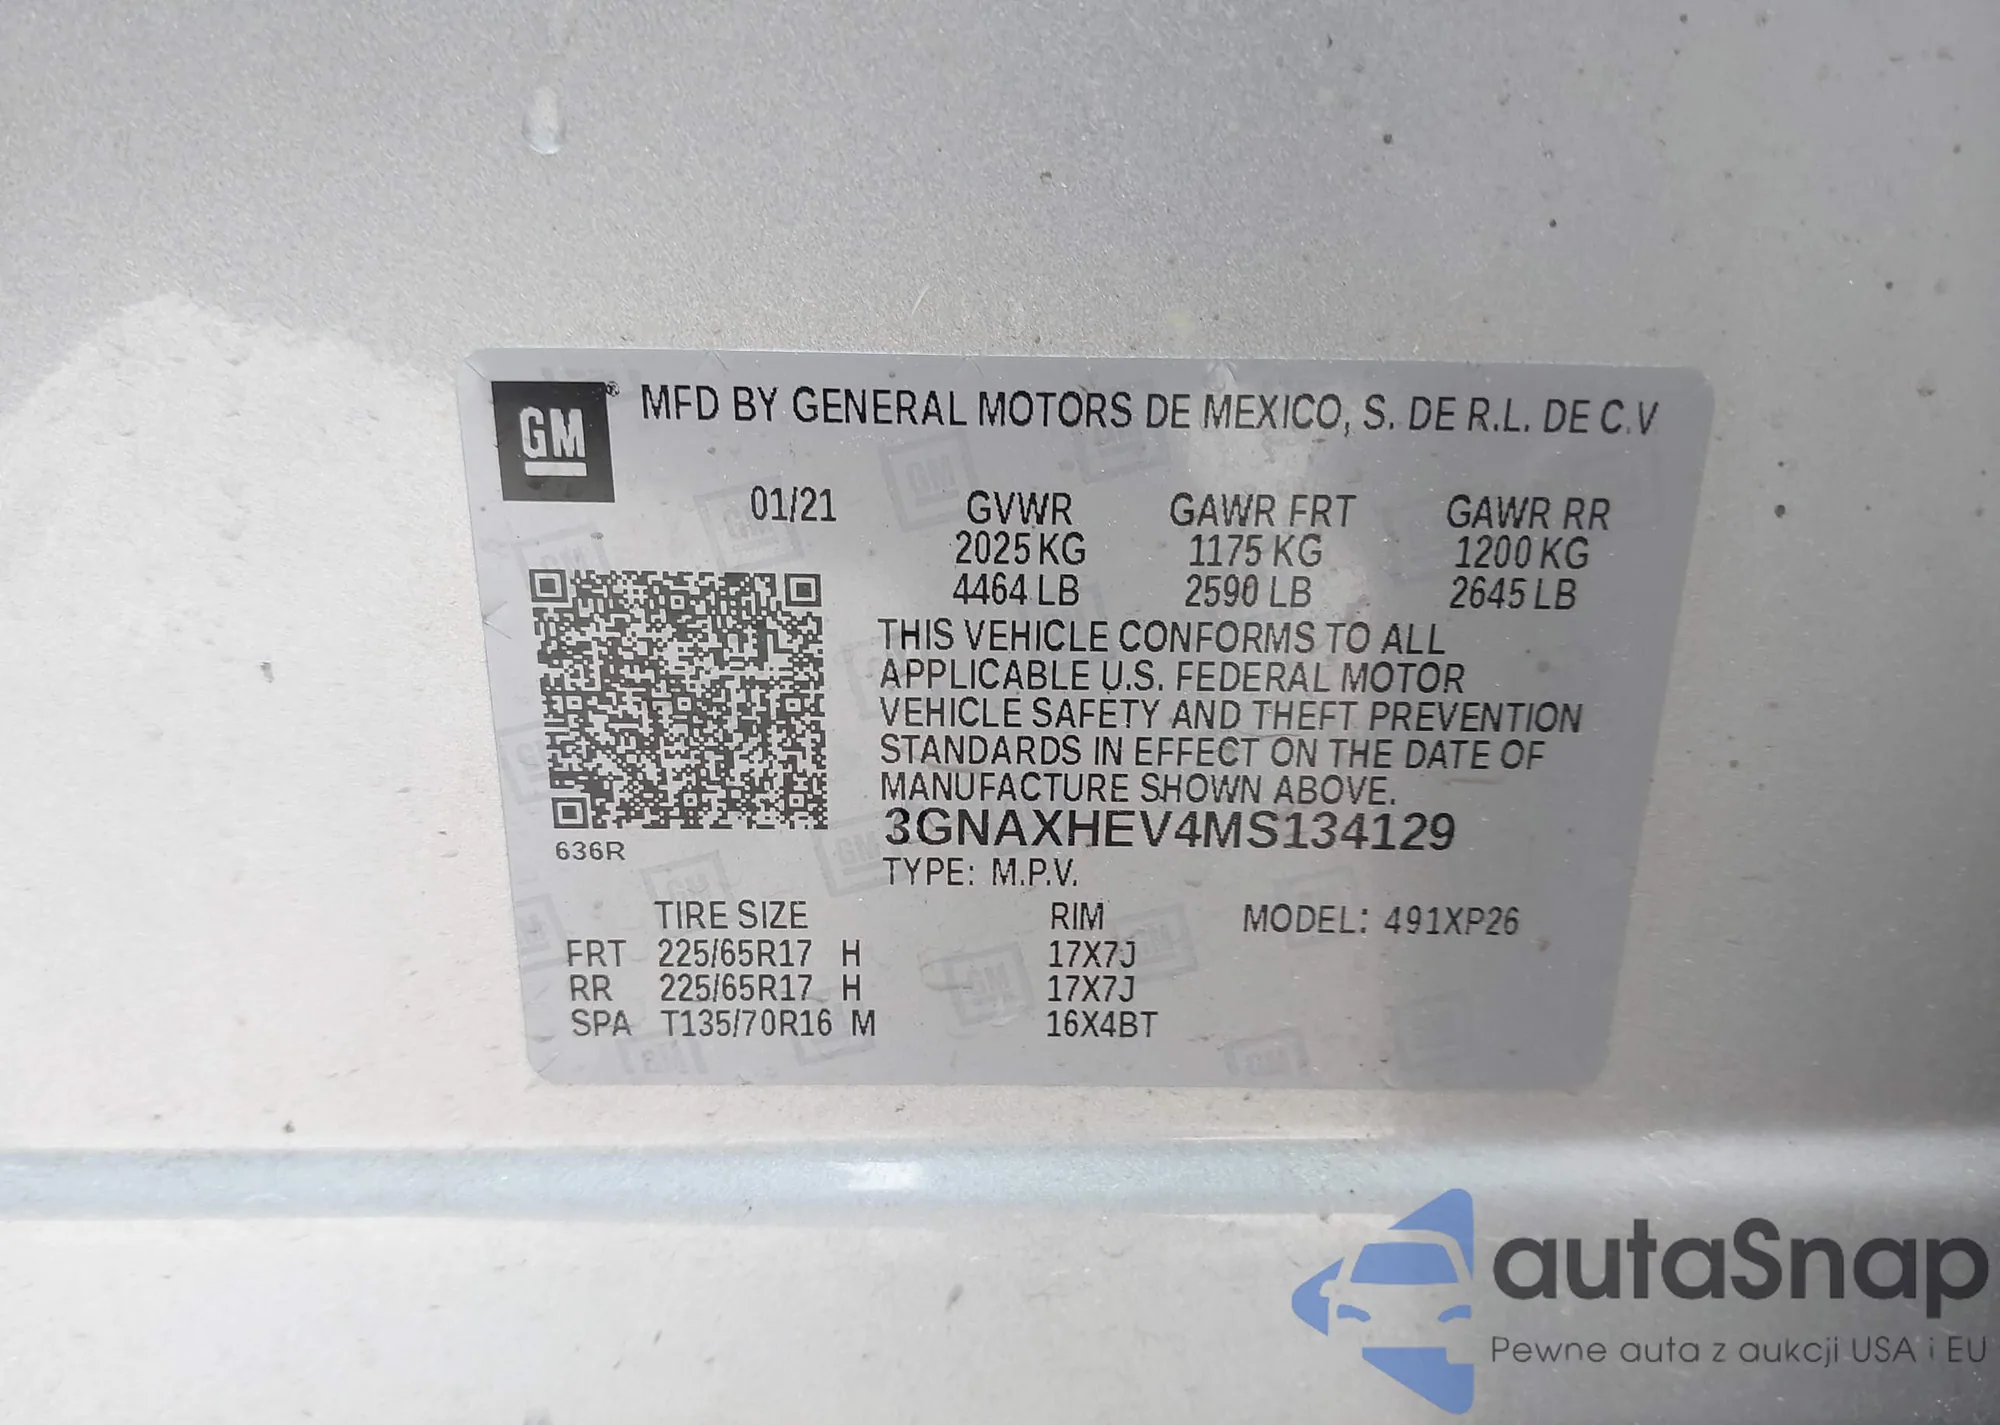 GM ® MFD BY GENERAL MOTORS DE MEXICO, S. DE R.L. DE C.V
01/21 GVWR GAWR FRT GAWR RR
2025 KG 1175 KG 1200 KG
4464 LB 2590 LB 2645 LB
THIS VEHICLE CONFORMS TO ALL
APPLICABLE U.S. FEDERAL MOTOR
VEHICLE SAFETY AND THEFT PREVENTION
STANDARDS IN EFFECT ON THE DATE OF
MANUFACTURE SHOWN ABOVE.
3GNAXHEV4MS134129
636R
TYPE: M.P.V.
TIRE SIZE RIM MODEL: 491XP26
FRT 225/65R17 H 17X7J
RR 225/65R17 H 17X7J
SPA T135/70R16 M 16X4BT
autaSnap
Pewne auta z aukcji USA i EU